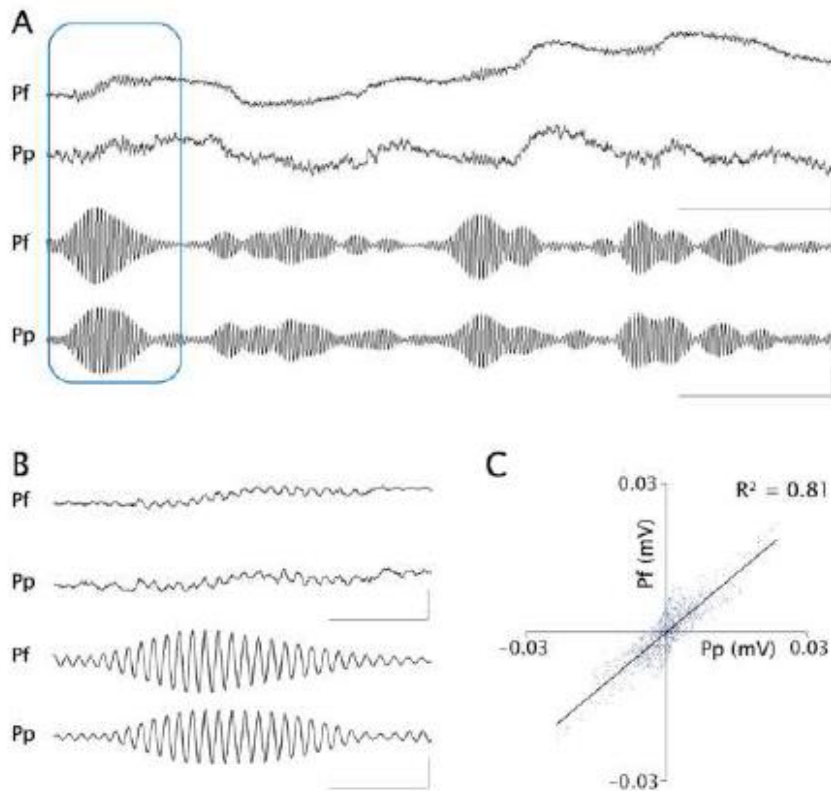 A
Pf
Pp
Pf
Pp
B
Pf
Pp
Pf
Pp
C
0.03
R² = 0.81
Pf (mV)
-0.03
Pp (mV)
0.03
-0.03